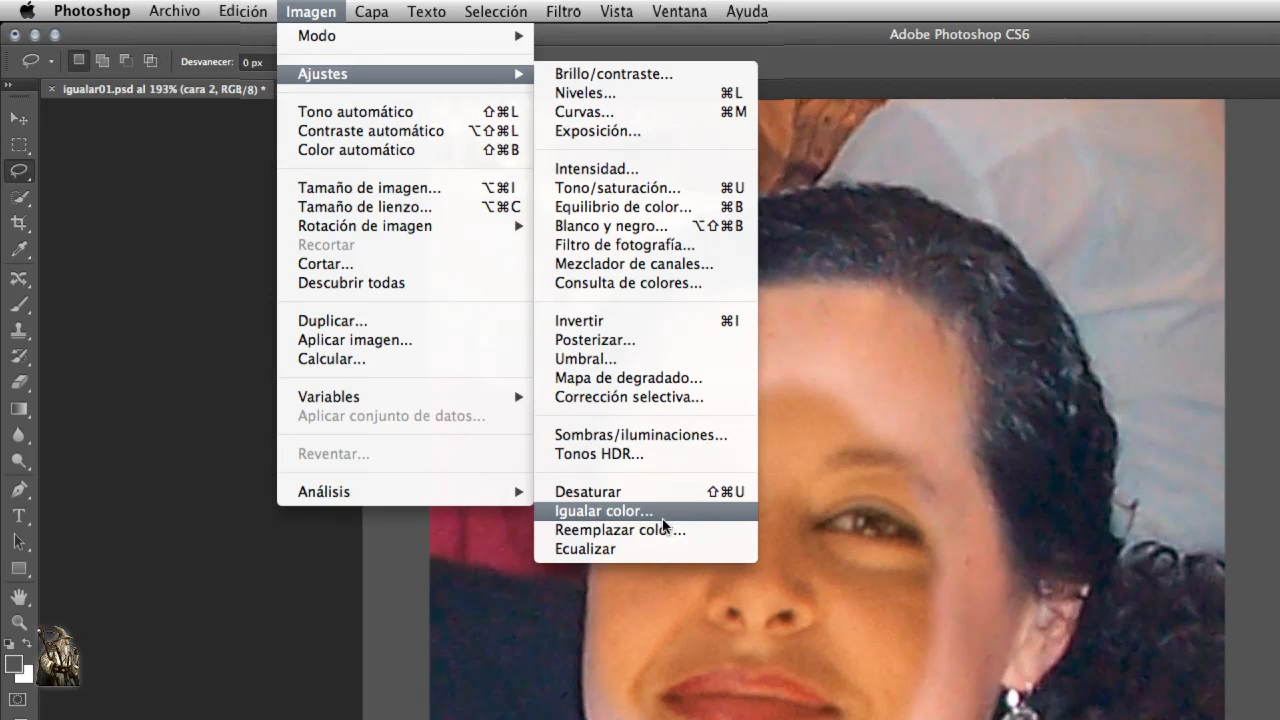 Photoshop Archivo Edición Imagen Capa Texto Selección Filtro Vista Ventana Ayuda
Adobe Photoshop CS6
Desvanecer: 0 px
igualar01.psd al 193% (cara 2, RGB/8) *
Modo
Ajustes
Tono automático ⇧⌘L
Contraste automático ⌥⇧⌘L
Color automático ⇧⌘B
Tamaño de imagen... ⌥⌘I
Tamaño de lienzo... ⌥⌘C
Rotación de imagen
Recortar
Cortar...
Descubrir todas
Duplicar...
Aplicar imagen...
Calcular...
Variables
Aplicar conjunto de datos...
Reventar...
Análisis
Brillo/contraste...
Niveles... ⌘L
Curvas... ⌘M
Exposición...
Intensidad...
Tono/saturación... ⌘U
Equilibrio de color... ⌘B
Blanco y negro... ⌥⇧⌘B
Filtro de fotografía...
Mezclador de canales...
Consulta de colores...
Invertir ⌘I
Posterizar...
Umbral...
Mapa de degradado...
Corrección selectiva...
Sombras/iluminaciones...
Tonos HDR...
Desaturar ⇧⌘U
Igualar color...
Reemplazar color...
Ecualizar